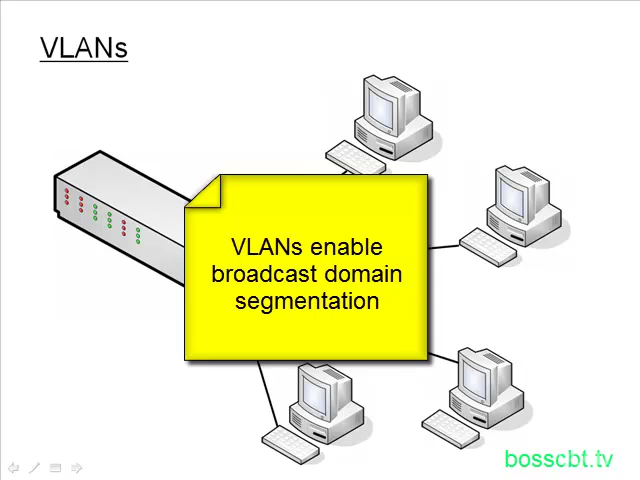 VLANs
VLANs enable
broadcast domain
segmentation
bosscbt.tv